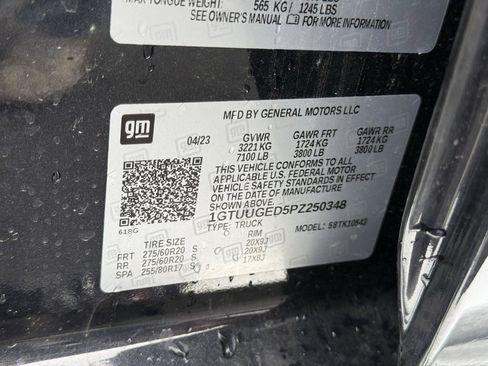 MAX TONGUE WEIGHT: 565 KG/ 1245 LBS
SEE OWNER'S MANUAL FOR MORE INFORMATION
MFD BY GENERAL MOTORS LLC
gm
04/23 GVWR GAWR FRT GAWR RR
3221 KG 1724 KG 1724 KG
7100 LB 3800 LB 3800 LB
THIS VEHICLE CONFORMS TO ALL APPLICABLE
U.S. FEDERAL MOTOR VEHICLE SAFETY
STANDARDS IN EFFECT ON THE
DATE OF MANUFACTURE SHOWN ABOVE.
1GTUUGED5PZ250348
618G TYPE: TRUCK MODEL:
TIRE SIZE RIM
FRT 275/60R20 S 20X9J
RR 275/60R20 S 20X9J
SPA 255/80R17 S 17X8J